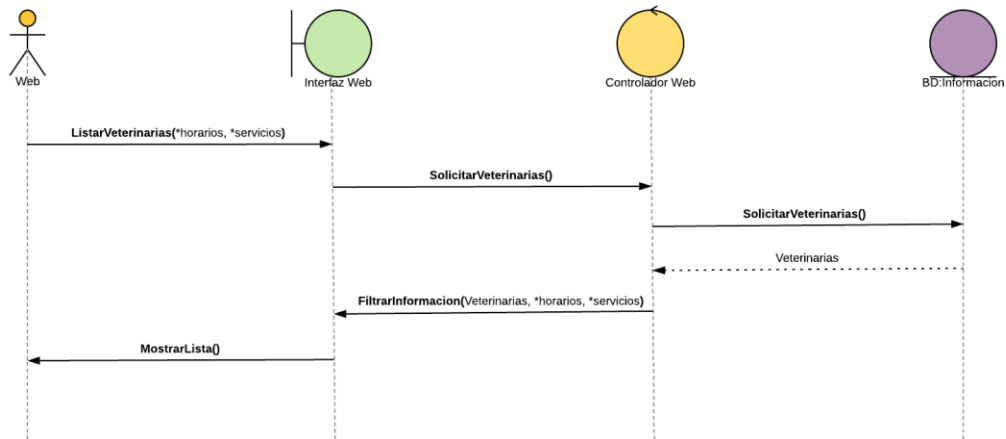 Web
Interfaz Web
Controlador Web
BD:Informacion
ListarVeterinarias(*horarios, *servicios)
SolicitarVeterinarias()
SolicitarVeterinarias()
Veterinarias
FiltrarInformacion(Veterinarias, *horarios, *servicios)
MostrarLista()